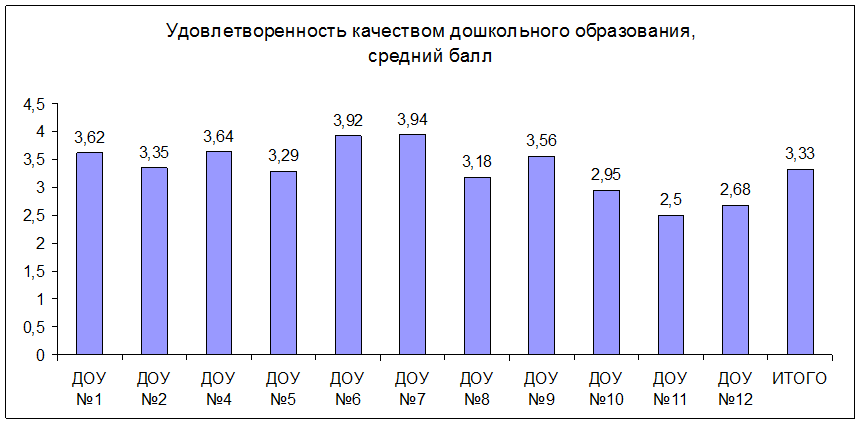 Удовлетворенность качеством дошкольного образования,
средний балл
4,5
4
3,5
3
2,5
2
1,5
1
0,5
0
3,62
3,35
3,64
3,29
3,92
3,94
3,18
3,56
2,95
2,5
2,68
3,33
ДОУ №1
ДОУ №2
ДОУ №4
ДОУ №5
ДОУ №6
ДОУ №7
ДОУ №8
ДОУ №9
ДОУ №10
ДОУ №11
ДОУ №12
ИТОГО